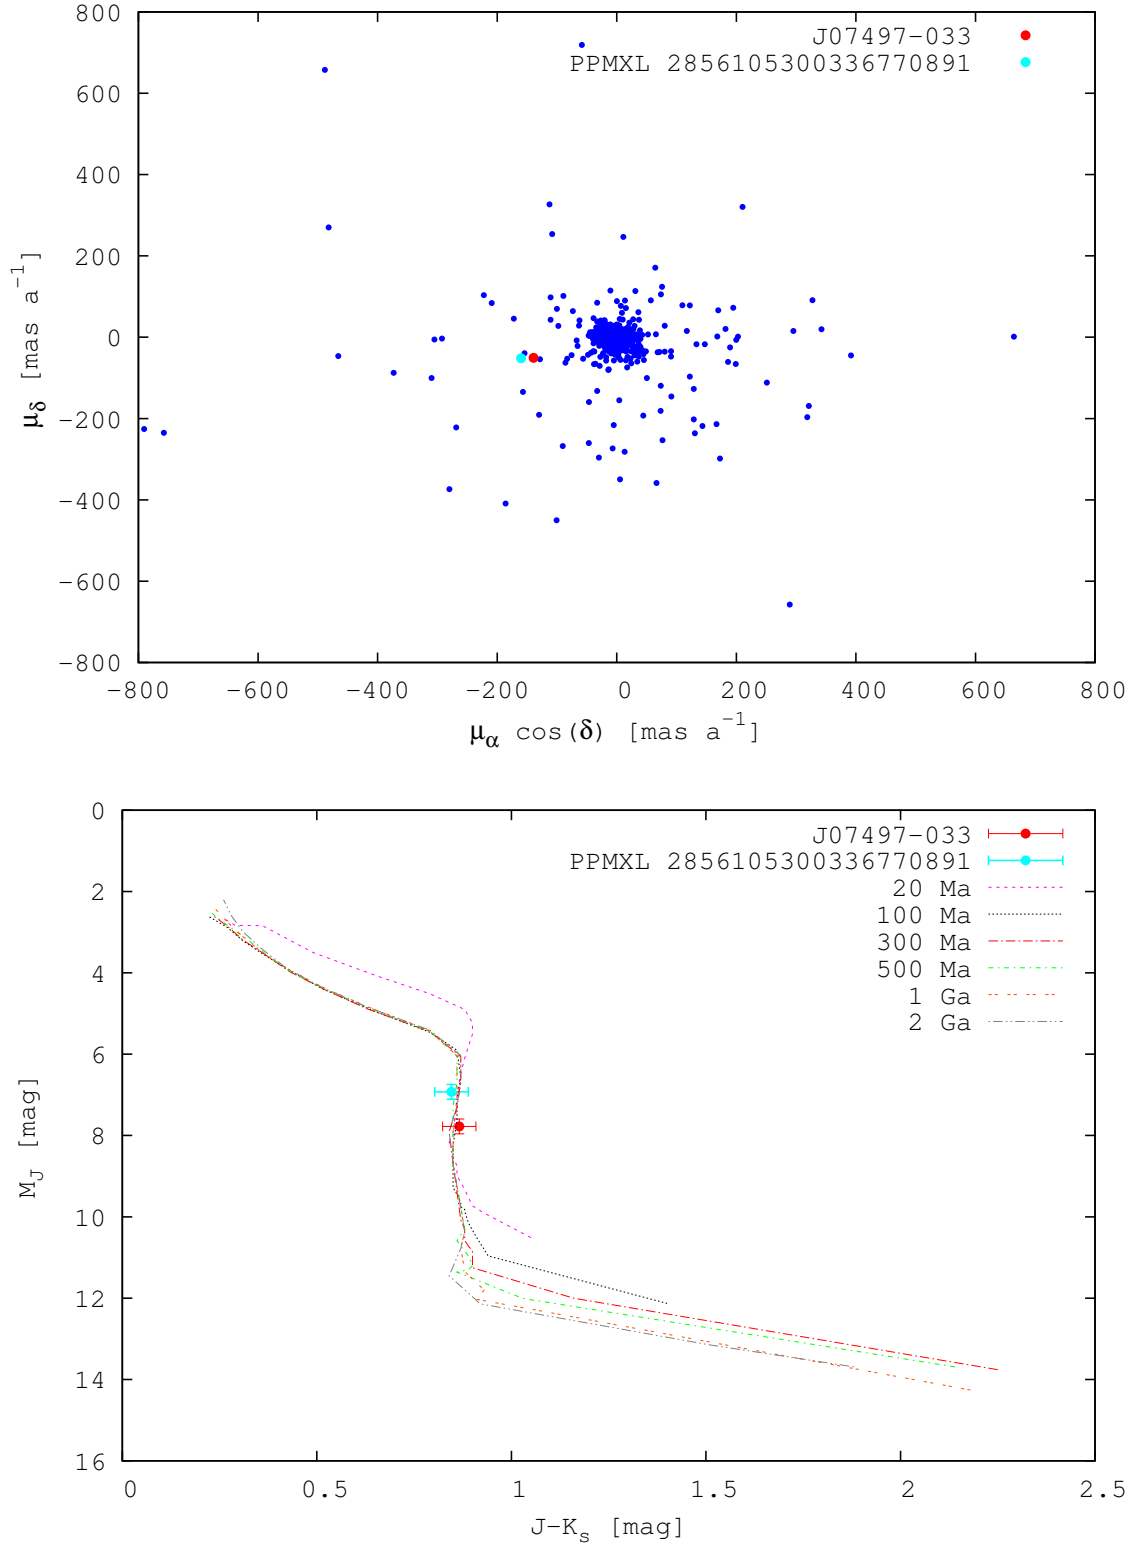 800
600
400
200
0
−200
−400
−600
−800
μδ [mas a−1]
J07497−033
PPMXL 2856105300336770891
−800 −600 −400 −200 0 200 400 600 800
μα cos(δ) [mas a−1]
0
2
4
6
8
10
12
14
16
MJ [mag]
J07497−033
PPMXL 2856105300336770891
20 Ma
100 Ma
300 Ma
500 Ma
1 Ga
2 Ga
0 0.5 1 1.5 2 2.5
J−Ks [mag]